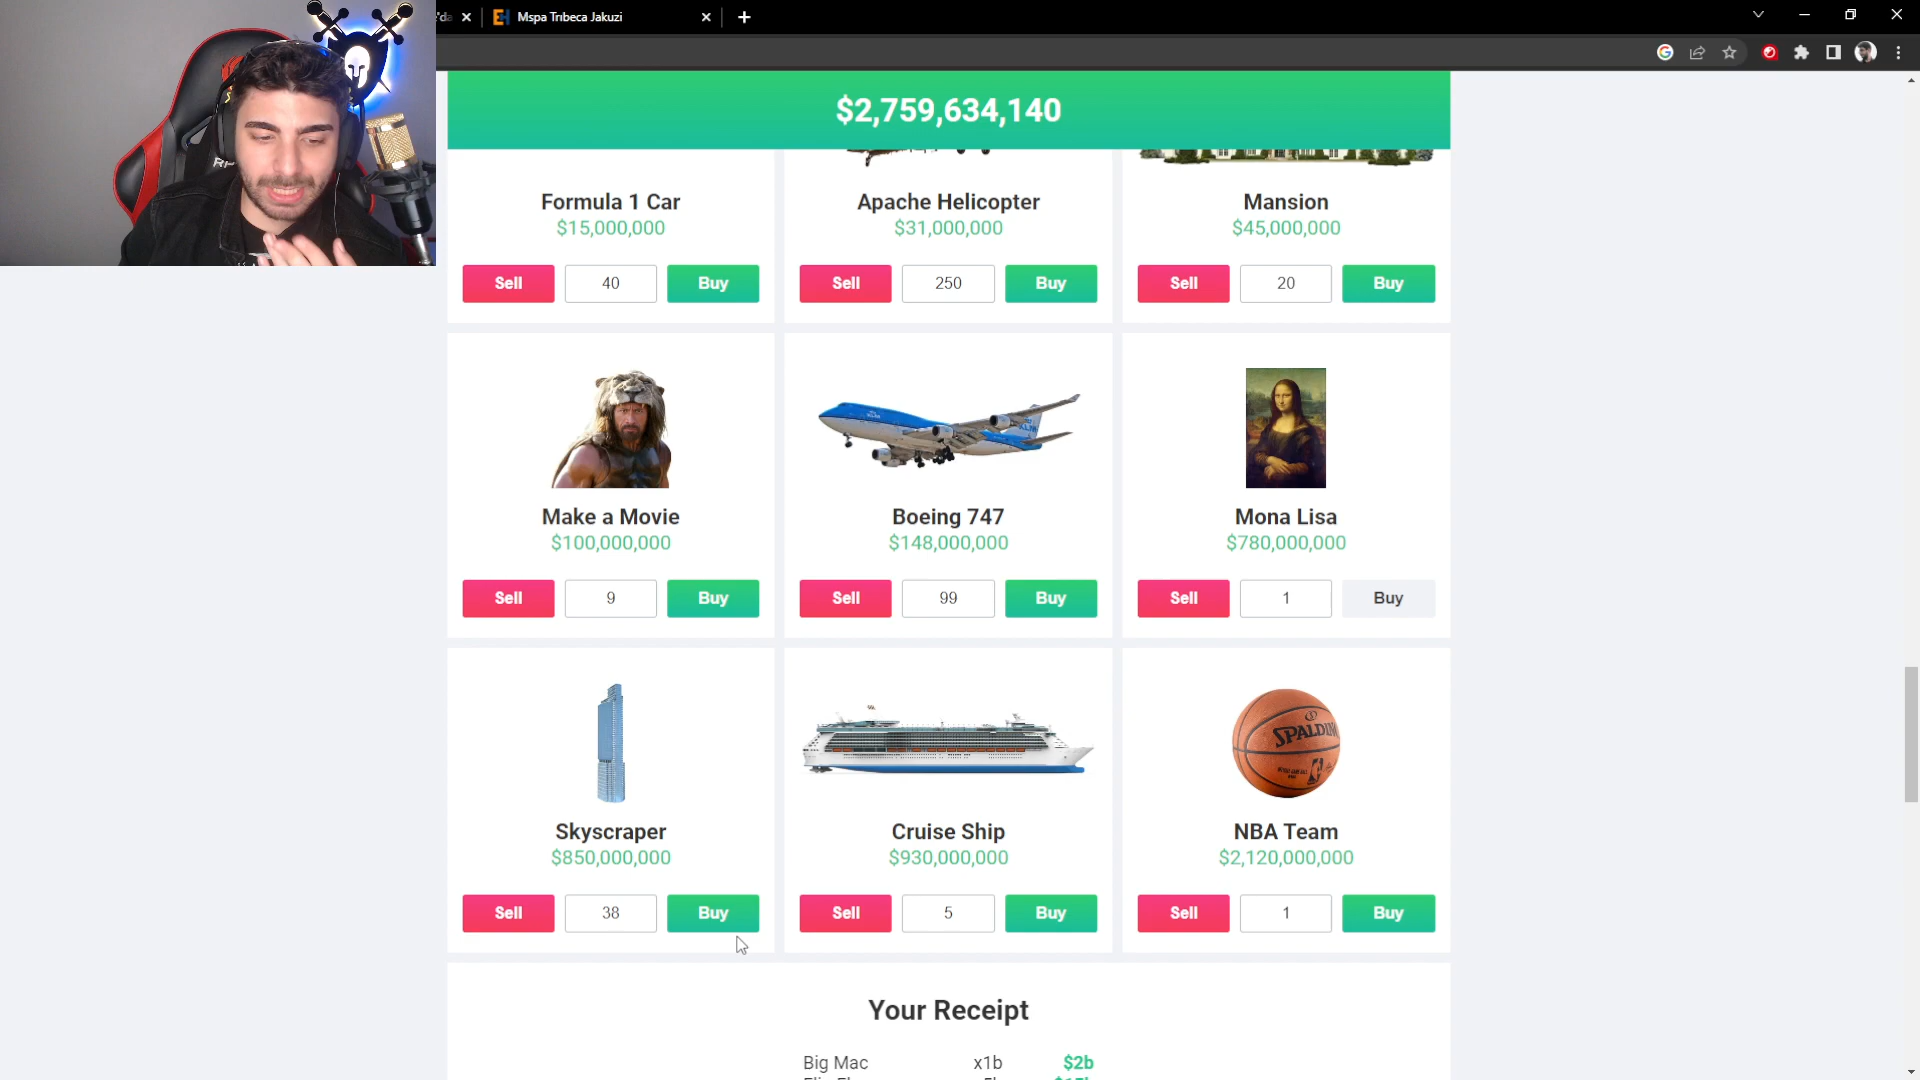 'da
Mspa Tribeca Jakuzi
$2,759,634,140
Formula 1 Car
$15,000,000
Sell 40 Buy
Apache Helicopter
$31,000,000
Sell 250 Buy
Mansion
$45,000,000
Sell 20 Buy
Make a Movie
$100,000,000
Sell 9 Buy
Boeing 747
$148,000,000
Sell 99 Buy
Mona Lisa
$780,000,000
Sell 1 Buy
Skyscraper
$850,000,000
Sell 38 Buy
Cruise Ship
$930,000,000
Sell 5 Buy
SPALDING
NBA Team
$2,120,000,000
Sell 1 Buy
Your Receipt
Big Mac x1b $2b